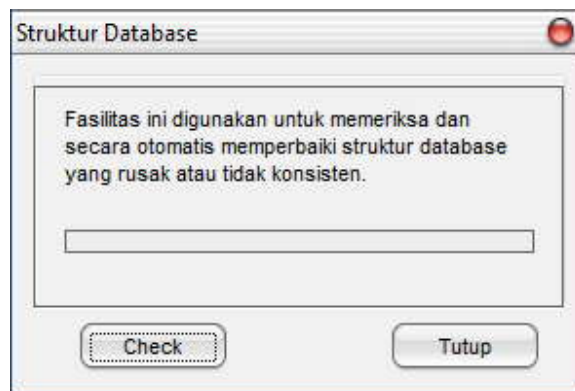 Struktur Database
Fasilitas ini digunakan untuk memeriksa dan
secara otomatis memperbaiki struktur database
yang rusak atau tidak konsisten.
Check
Tutup